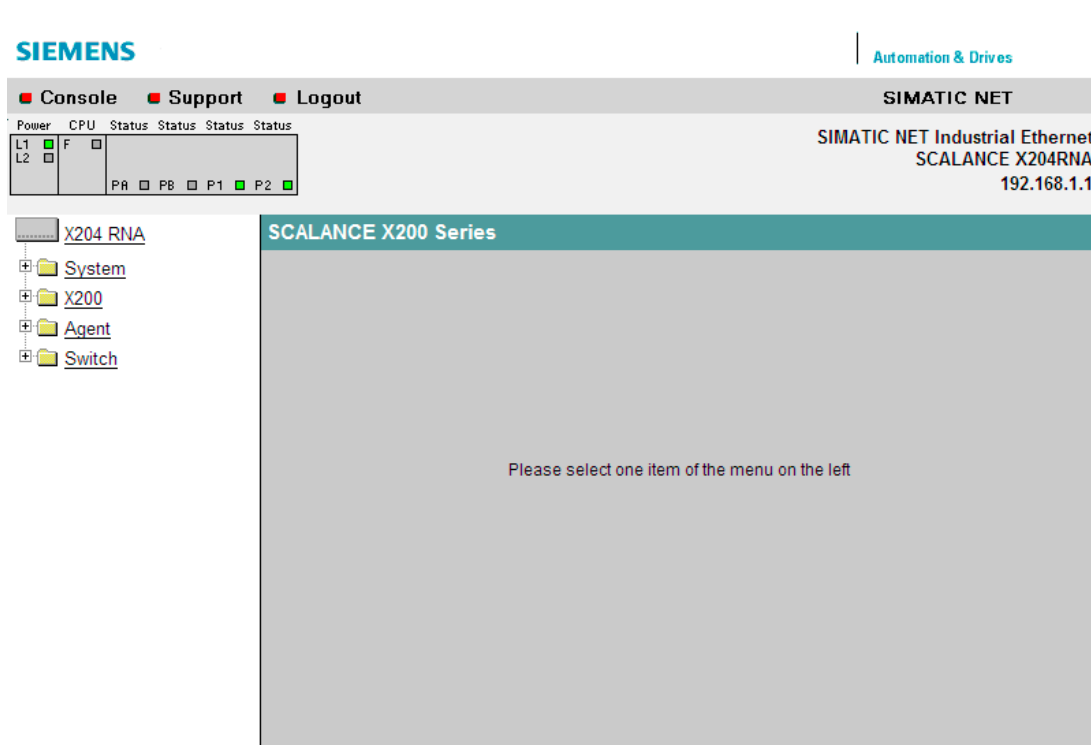 SIEMENS
Automation & Drives
Console Support Logout SIMATIC NET
Power CPU Status Status Status Status
L1 F
L2
PA PB P1 P2
SIMATIC NET Industrial Ethernet
SCALANCE X204RNA
192.168.1.1
X204 RNA
SCALANCE X200 Series
System
X200
Agent
Switch
Please select one item of the menu on the left